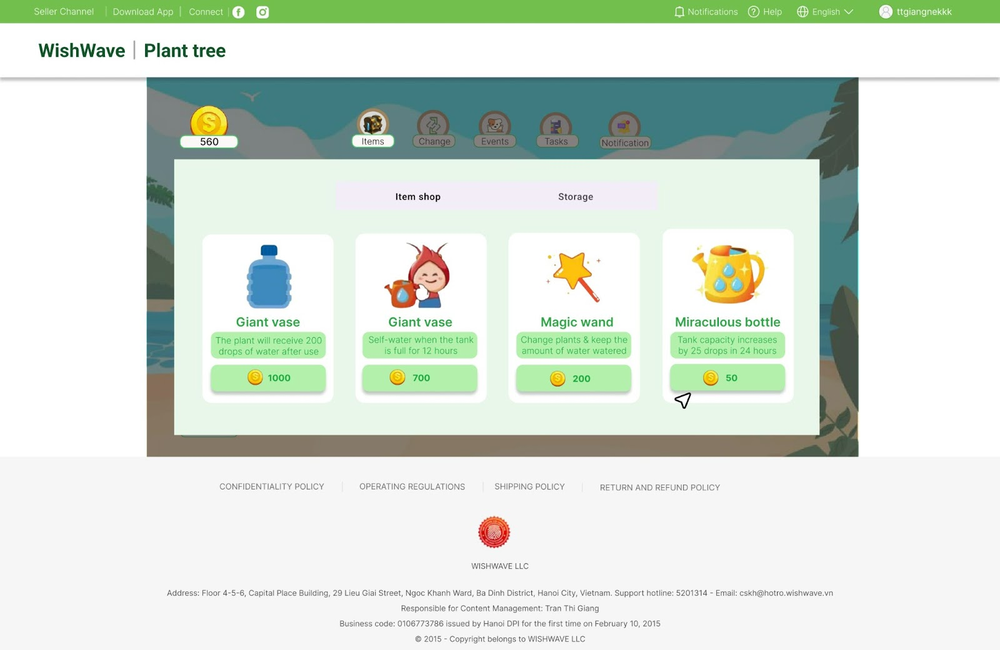 Seller Channel
Download App
Connect
Notifications
Help
English
ttgiangnekkk
WishWave | Plant tree
560
Items
Change
Events
Tasks
Notification
Item shop
Storage
Giant vase
The plant will receive 200
drops of water after use
1000
Giant vase
Self-water when the tank
is full for 12 hours
700
Magic wand
Change plants & keep the
amount of water watered
200
Miraculous bottle
Tank capacity increases
by 25 drops in 24 hours
50
CONFIDENTIALITY POLICY
OPERATING REGULATIONS
SHIPPING POLICY
RETURN AND REFUND POLICY
WISHWAVE LLC
Address: Floor 4-5-6, Capital Place Building, 29 Lieu Giai Street, Ngoc Khanh Ward, Ba Dinh District, Hanoi City, Vietnam. Support hotline: 5201314 - Email: cskh@hotro.wishwave.vn
Responsible for Content Management: Tran Thi Giang
Business code: 0106773786 issued by Hanoi DPI for the first time on February 10, 2015
© 2015 - Copyright belongs to WISHWAVE LLC